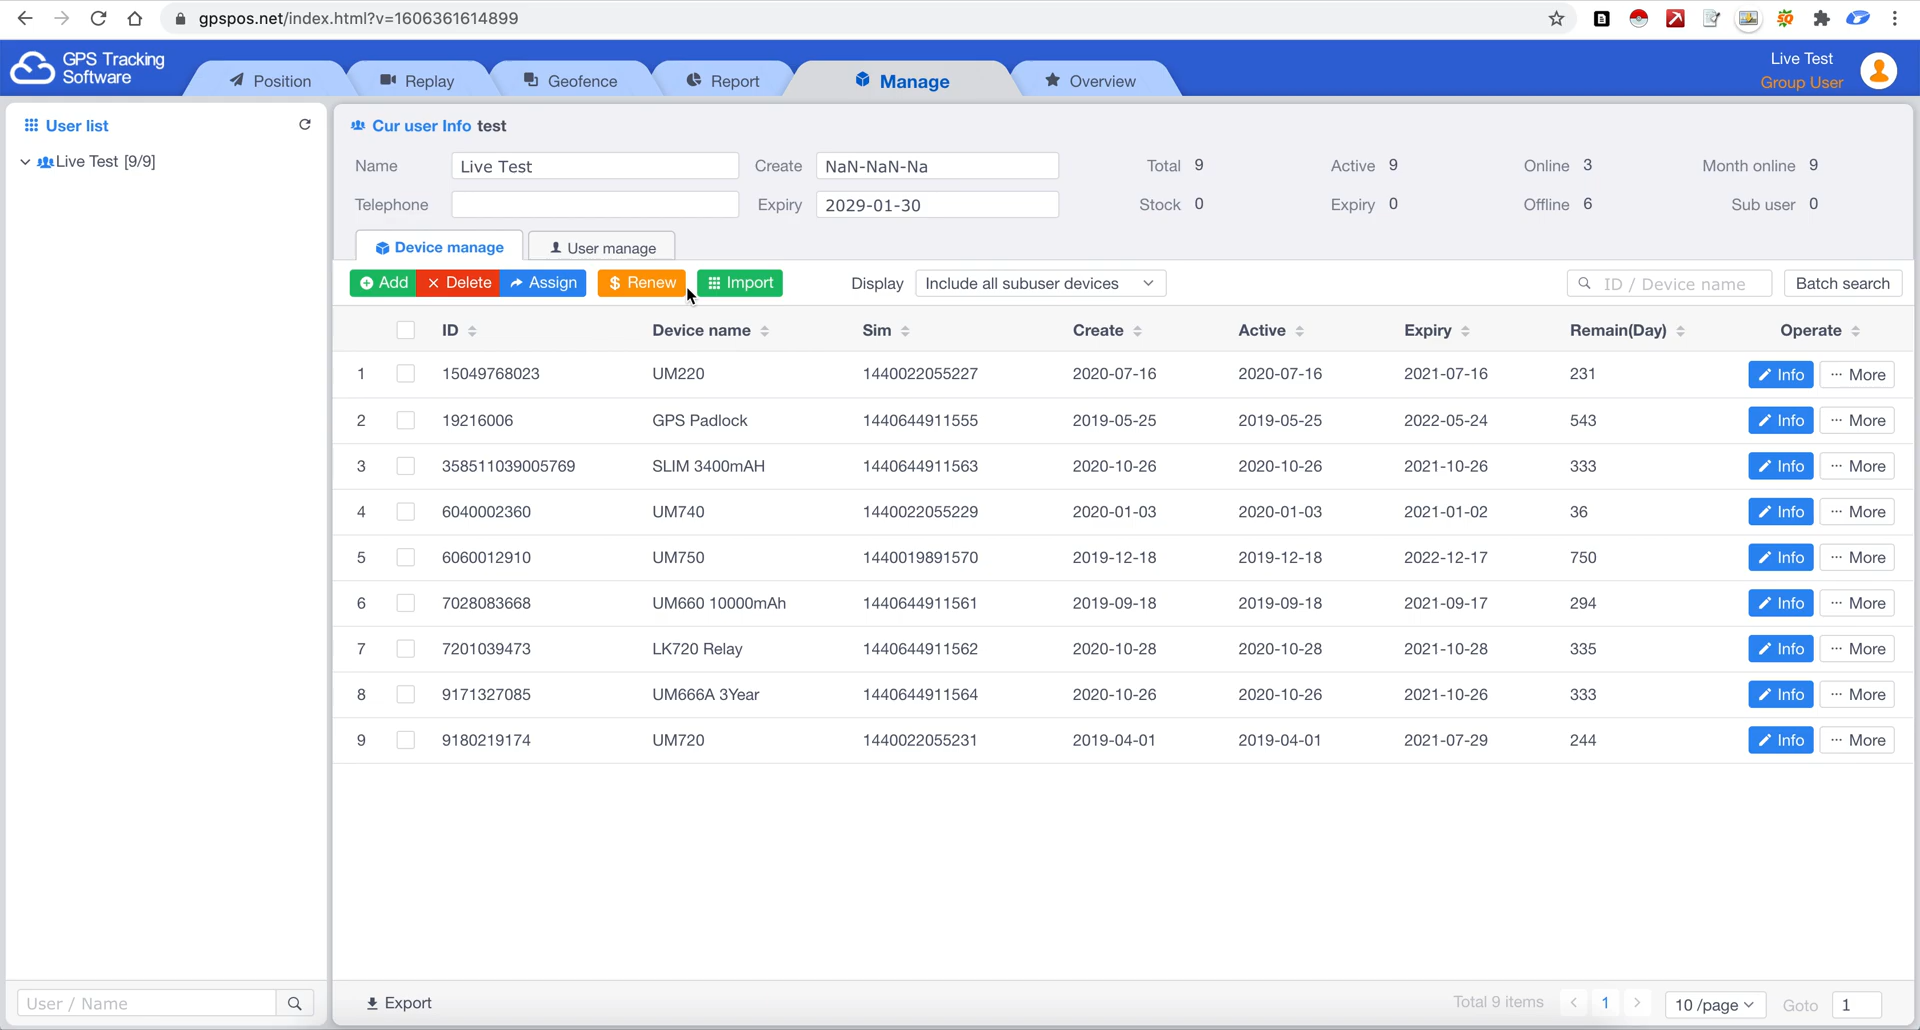 gpspos.net/index.html?v=1606361614899
GPS Tracking Software
Position
Replay
Geofence
Report
Manage
Overview
Live Test
Group User
User list
Live Test [9/9]
Cur user Info test
Name Live Test Create NaN-NaN-Na Total 9 Active 9 Online 3 Month online 9
Telephone Expiry 2029-01-30 Stock 0 Expiry 0 Offline 6 Sub user 0
Device manage User manage
Add Delete Assign $ Renew Import Display Include all subuser devices ID / Device name Batch search
ID Device name Sim Create Active Expiry Remain(Day) Operate
1 15049768023 UM220 1440022055227 2020-07-16 2020-07-16 2021-07-16 231 Info ··· More
2 19216006 GPS Padlock 1440644911555 2019-05-25 2019-05-25 2022-05-24 543 Info ··· More
3 358511039005769 SLIM 3400mAH 1440644911563 2020-10-26 2020-10-26 2021-10-26 333 Info ··· More
4 6040002360 UM740 1440022055229 2020-01-03 2020-01-03 2021-01-02 36 Info ··· More
5 6060012910 UM750 1440019891570 2019-12-18 2019-12-18 2022-12-17 750 Info ··· More
6 7028083668 UM660 10000mAh 1440644911561 2019-09-18 2019-09-18 2021-09-17 294 Info ··· More
7 7201039473 LK720 Relay 1440644911562 2020-10-28 2020-10-28 2021-10-28 335 Info ··· More
8 9171327085 UM666A 3Year 1440644911564 2020-10-26 2020-10-26 2021-10-26 333 Info ··· More
9 9180219174 UM720 1440022055231 2019-04-01 2019-04-01 2021-07-29 244 Info ··· More
User / Name
Export
Total 9 items < 1 > 10 /page Goto 1